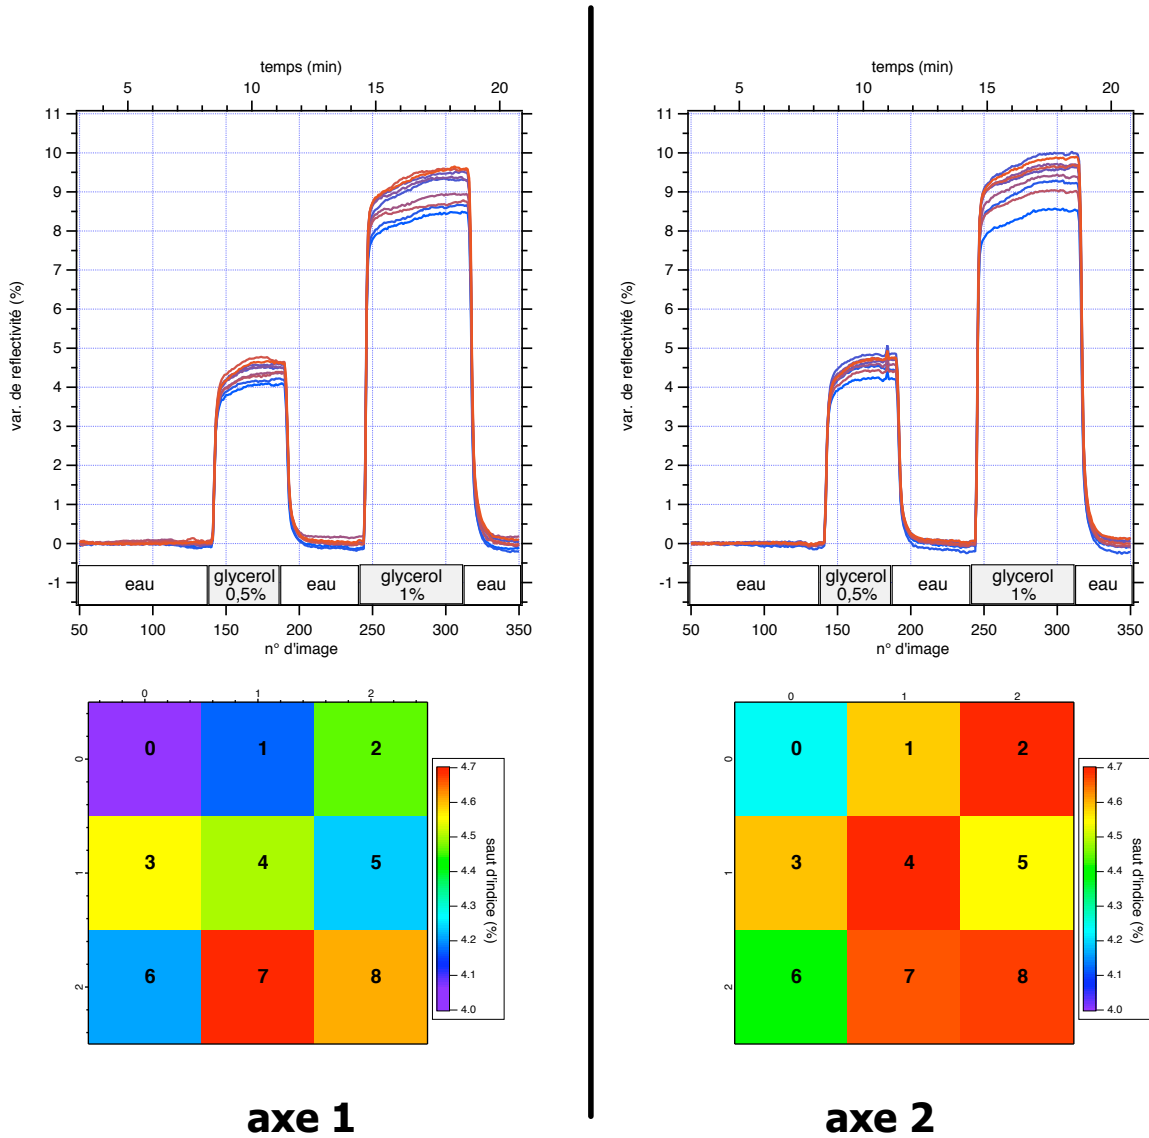 temps (min)
5 10 15 20
11
10
9
8
7
6
5
4
3
2
1
0
-1
var. de reflectivité (%)
eau glycerol 0,5% eau glycerol 1% eau
50 100 150 200 250 300 350
n° d'image
0 1 2
0
1
2
0 1 2
3 4 5
6 7 8
4.7
4.6
4.5
4.4
4.3
4.2
4.1
4.0
saut d'indice (%)
axe 1
temps (min)
5 10 15 20
11
10
9
8
7
6
5
4
3
2
1
0
-1
var. de reflectivité (%)
eau glycerol 0,5% eau glycerol 1% eau
50 100 150 200 250 300 350
n° d'image
0 1 2
0
1
2
0 1 2
3 4 5
6 7 8
4.7
4.6
4.5
4.4
4.3
4.2
4.1
4.0
saut d'indice (%)
axe 2